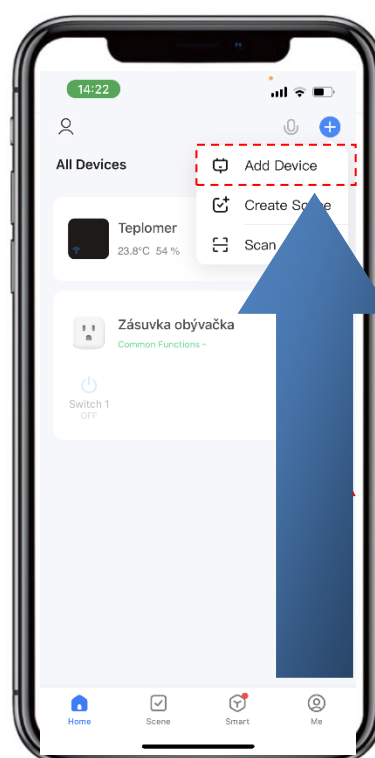 14:22
Add Device
All Devices
Create Scene
Scan
Teplomer
23.8°C 54 %
Zásuvka obývačka
Common Functions
Switch 1
OFF
Home
Scene
Smart
Me